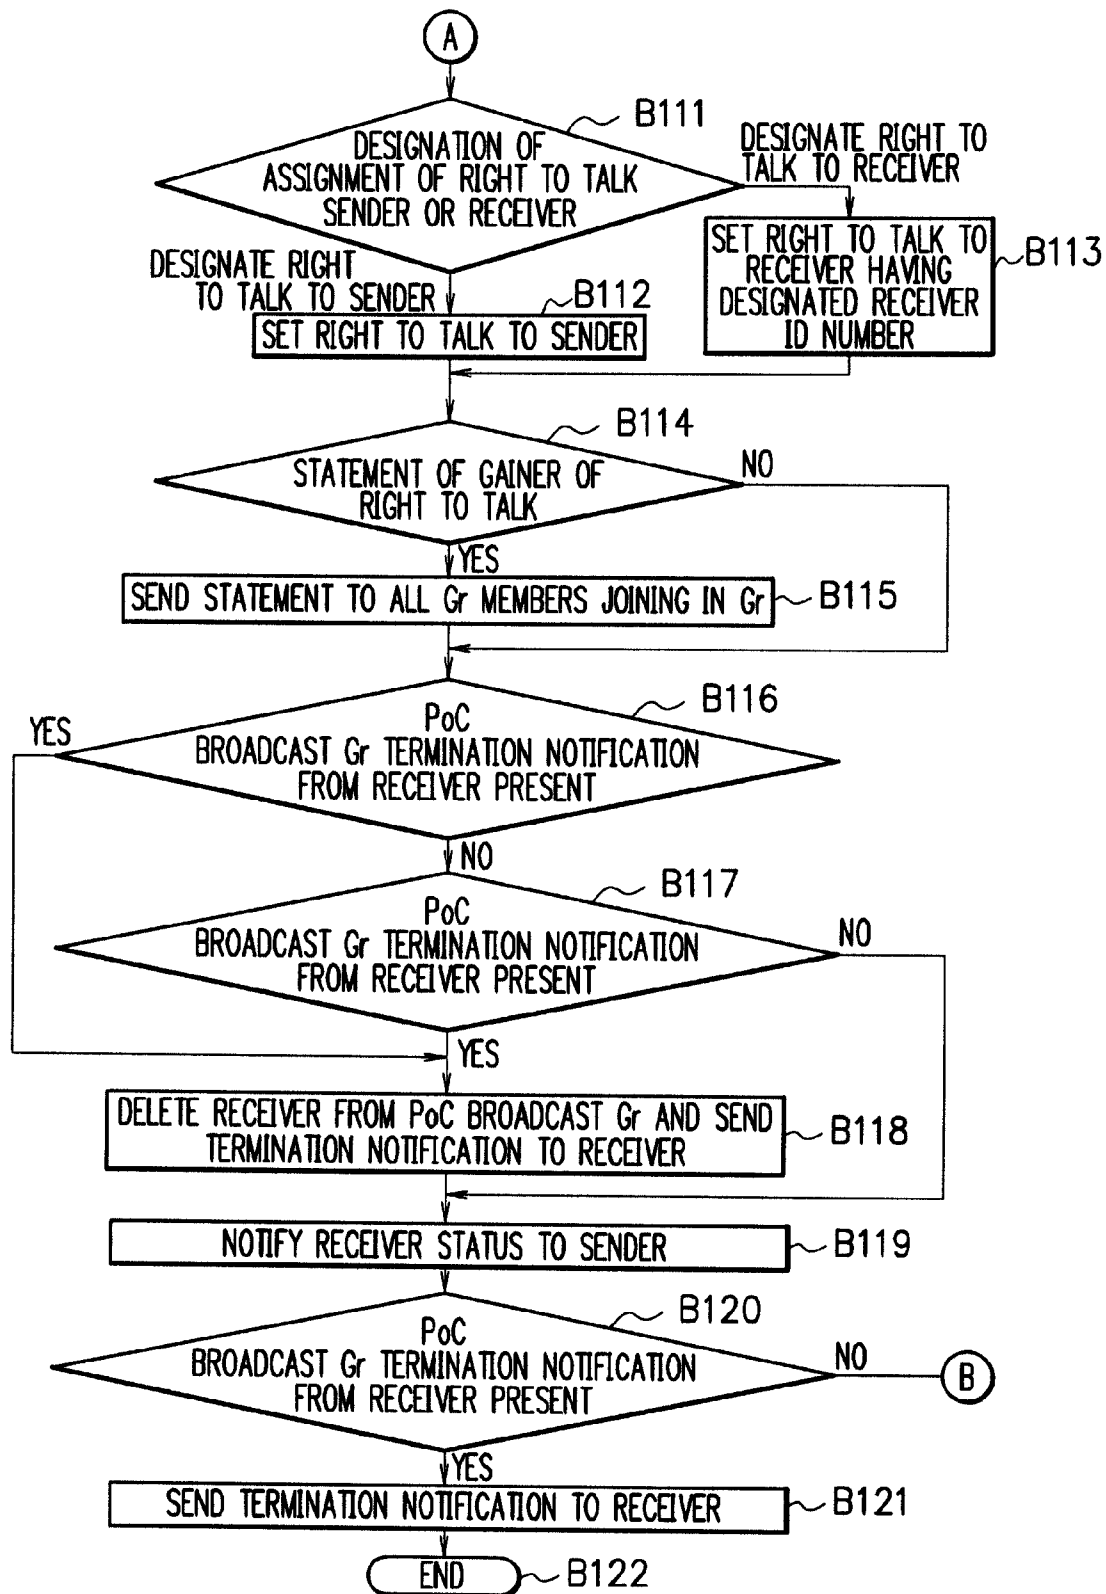 A
B111
DESIGNATION OF
ASSIGNMENT OF RIGHT TO TALK
SENDER OR RECEIVER
DESIGNATE RIGHT TO
TALK TO RECEIVER
SET RIGHT TO TALK TO
RECEIVER HAVING
DESIGNATED RECEIVER
ID NUMBER
B113
DESIGNATE RIGHT
TO TALK TO SENDER
B112
SET RIGHT TO TALK TO SENDER
B114
STATEMENT OF GAINER OF
RIGHT TO TALK
NO
YES
SEND STATEMENT TO ALL Gr MEMBERS JOINING IN Gr
B115
B116
PoC
BROADCAST Gr TERMINATION NOTIFICATION
FROM RECEIVER PRESENT
YES
NO
B117
PoC
BROADCAST Gr TERMINATION NOTIFICATION
FROM RECEIVER PRESENT
NO
YES
DELETE RECEIVER FROM PoC BROADCAST Gr AND SEND
TERMINATION NOTIFICATION TO RECEIVER
B118
NOTIFY RECEIVER STATUS TO SENDER
B119
B120
PoC
BROADCAST Gr TERMINATION NOTIFICATION
FROM RECEIVER PRESENT
NO
B
YES
SEND TERMINATION NOTIFICATION TO RECEIVER
B121
END
B122